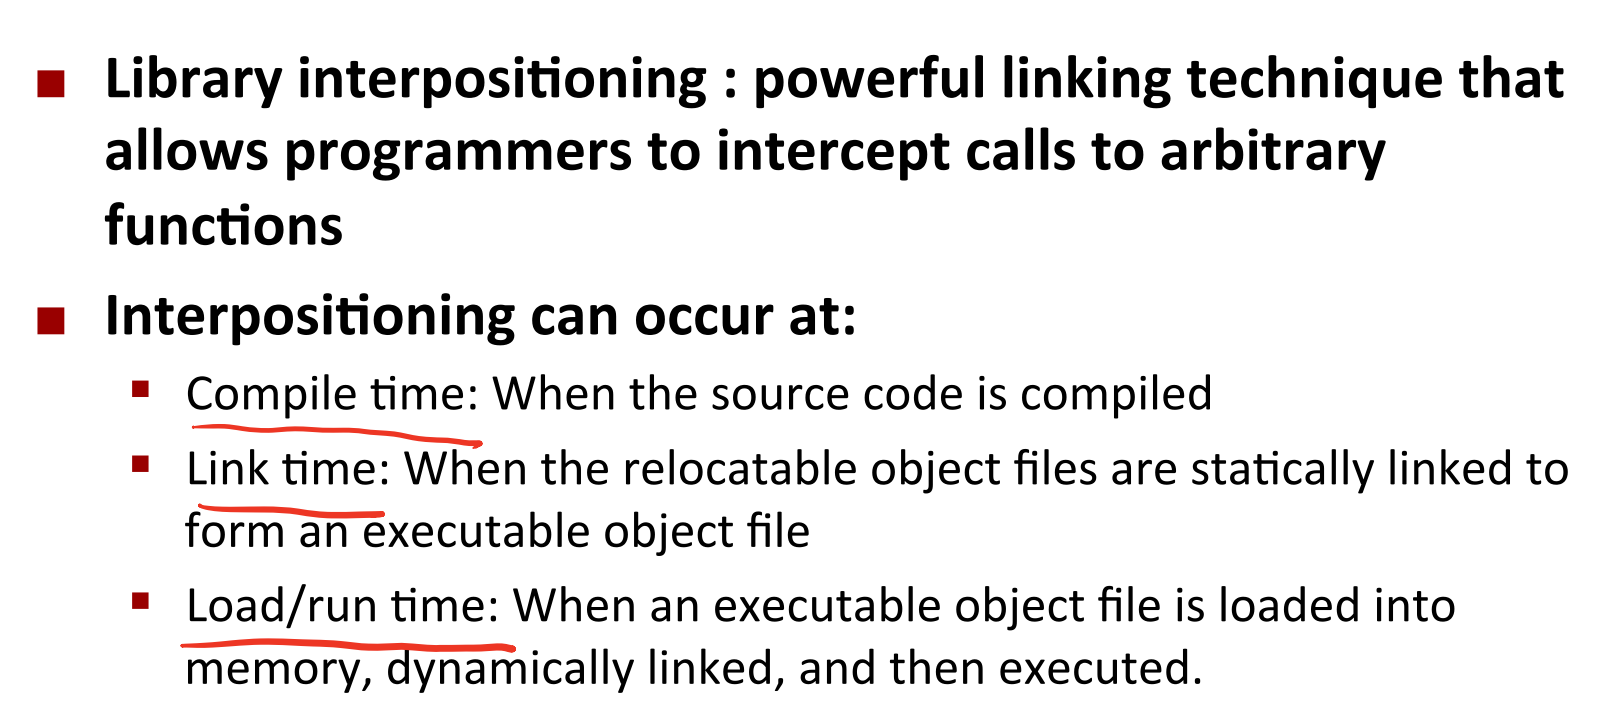 Library interpositioning : powerful linking technique that
allows programmers to intercept calls to arbitrary
functions
Interpositioning can occur at:
Compile time: When the source code is compiled
Link time: When the relocatable object files are statically linked to
form an executable object file
Load/run time: When an executable object file is loaded into
memory, dynamically linked, and then executed.